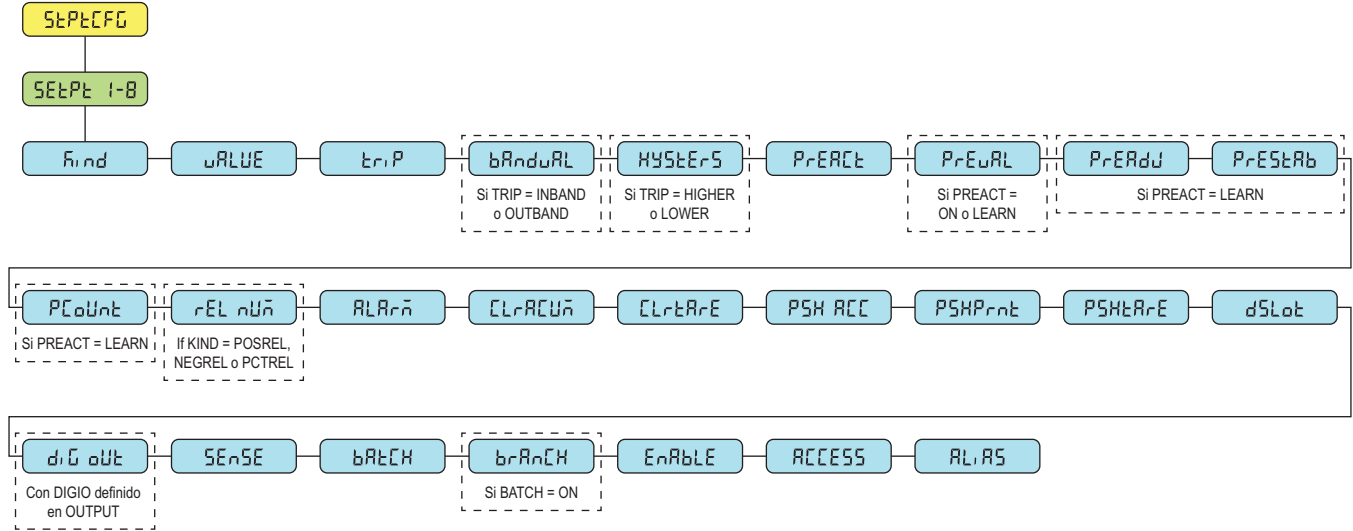 StPtCFG
SEtPt 1-8
Kind
vALUE
triP
bAndvAL
HYStErS
PrEACt
PrEvAL
PrEAdJ
PrEStAb
Si TRIP = INBAND
o OUTBAND
Si TRIP = HIGHER
o LOWER
Si PREACT =
ON o LEARN
Si PREACT = LEARN
PCoUnt
rEL nUm
ALArm
CLrACUm
CLrtArE
PSH ACC
PSHPrnt
PSHtArE
dSLot
Si PREACT = LEARN
If KIND = POSREL,
NEGREL o PCTREL
diG oUt
SEnSE
bAtCH
brAnCH
EnAbLE
ACCESS
ALiAS
Con DIGIO definido
en OUTPUT
Si BATCH = ON